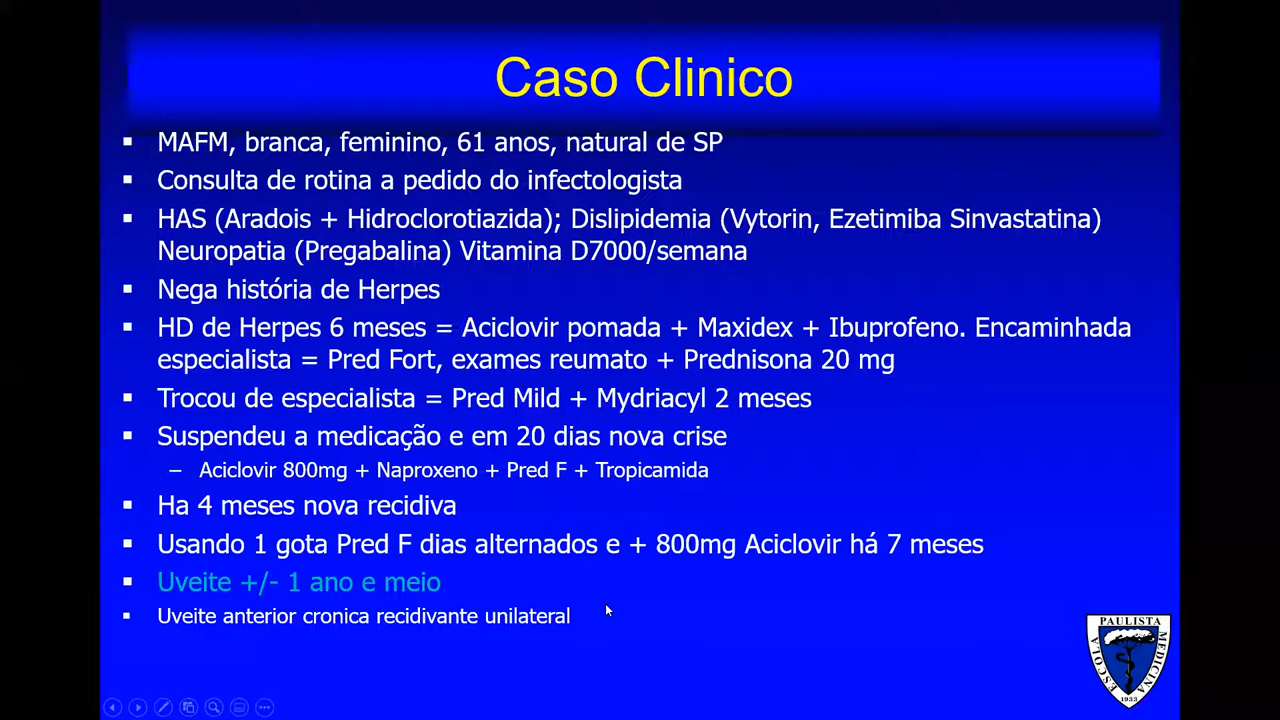 Caso Clinico
MAFM, branca, feminino, 61 anos, natural de SP
Consulta de rotina a pedido do infectologista
HAS (Aradois + Hidroclorotiazida); Dislipidemia (Vytorin, Ezetimiba Sinvastatina)
Neuropatia (Pregabalina) Vitamina D7000/semana
Nega história de Herpes
HD de Herpes 6 meses = Aciclovir pomada + Maxidex + Ibuprofeno. Encaminhada
especialista = Pred Fort, exames reumato + Prednisona 20 mg
Trocou de especialista = Pred Mild + Mydriacyl 2 meses
Suspendeu a medicação e em 20 dias nova crise
– Aciclovir 800mg + Naproxeno + Pred F + Tropicamida
Ha 4 meses nova recidiva
Usando 1 gota Pred F dias alternados e + 800mg Aciclovir há 7 meses
Uveite +/- 1 ano e meio
Uveite anterior cronica recidivante unilateral
PAULISTA
ESCOLA
MEDICINA
1933